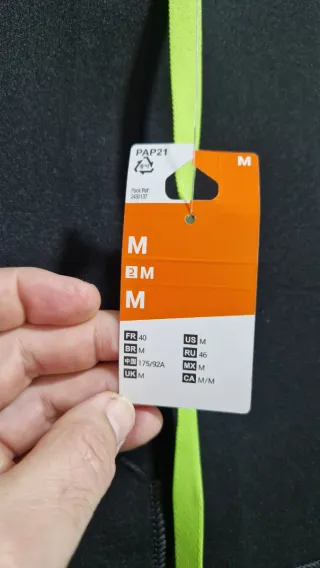 PAP21
M
Pack Ref:
M
2 M
M
FR 40
BR M
中国 175/92A
UK M
US M
RU 46
MX M
CA M/M